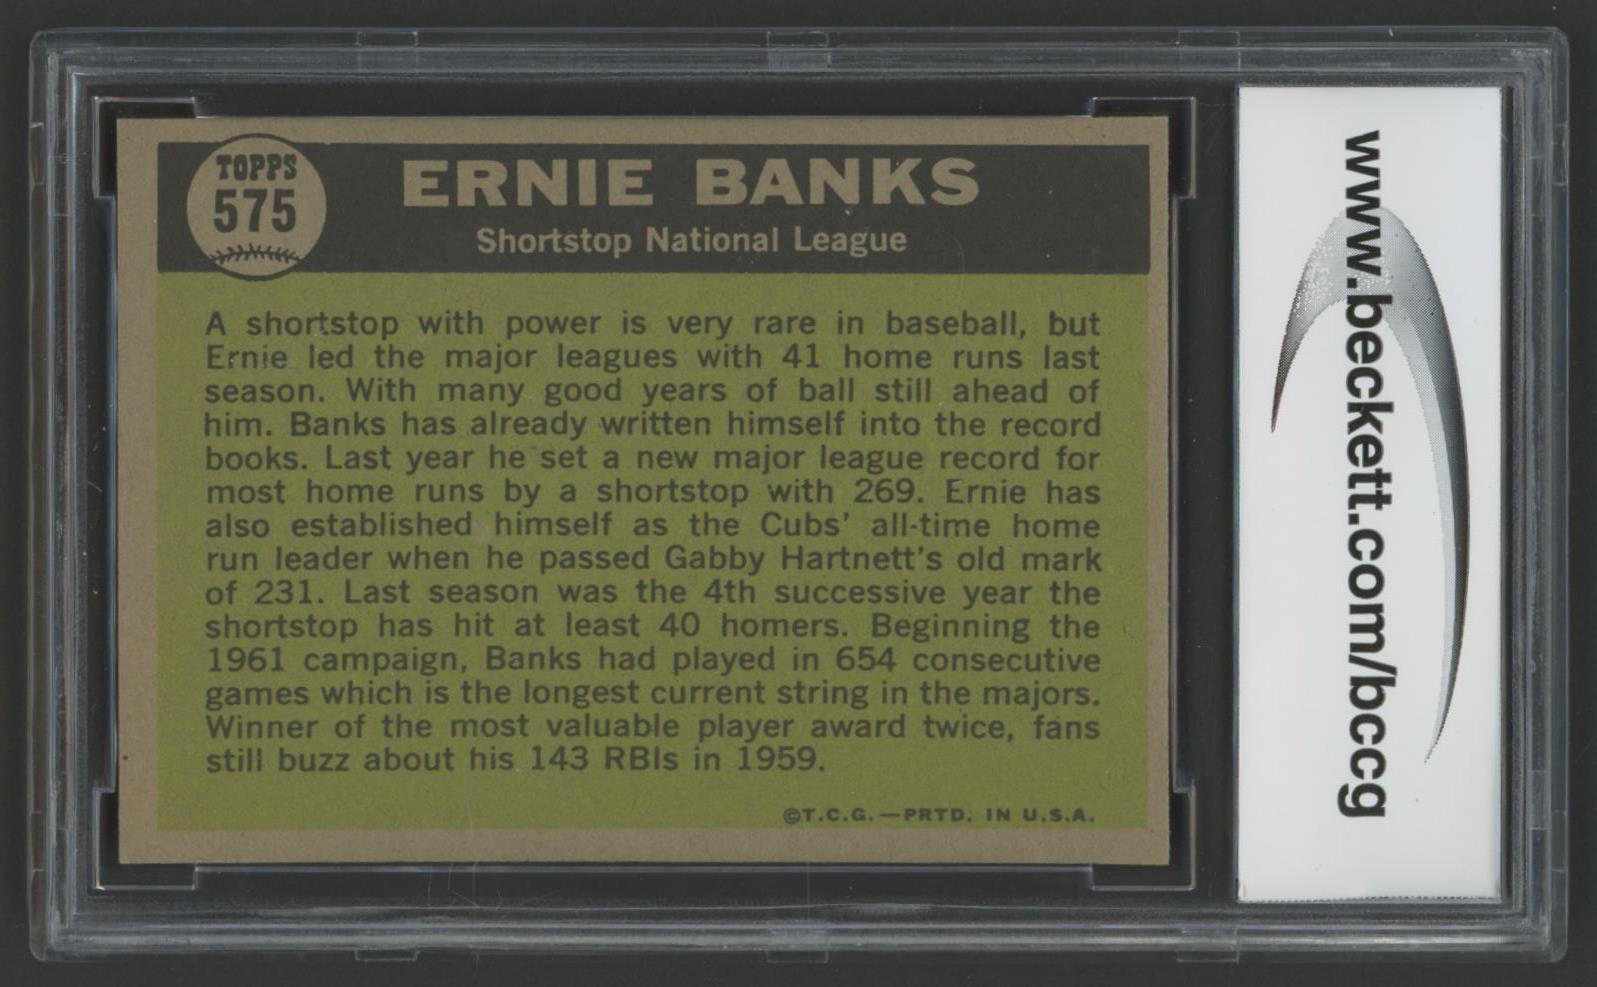 TOPPS
575
ERNIE BANKS
Shortstop National League
A shortstop with power is very rare in baseball, but
Ernie led the major leagues with 41 home runs last
season. With many good years of ball still ahead of
him. Banks has already written himself into the record
books. Last year he set a new major league record for
most home runs by a shortstop with 269. Ernie has
also established himself as the Cubs' all-time home
run leader when he passed Gabby Hartnett's old mark
of 231. Last season was the 4th successive year the
shortstop has hit at least 40 homers. Beginning the
1961 campaign, Banks had played in 654 consecutive
games which is the longest current string in the majors.
Winner of the most valuable player award twice, fans
still buzz about his 143 RBIs in 1959.
©T.C.G.—PRTD. IN U.S.A.
www.beckett.com/bccg